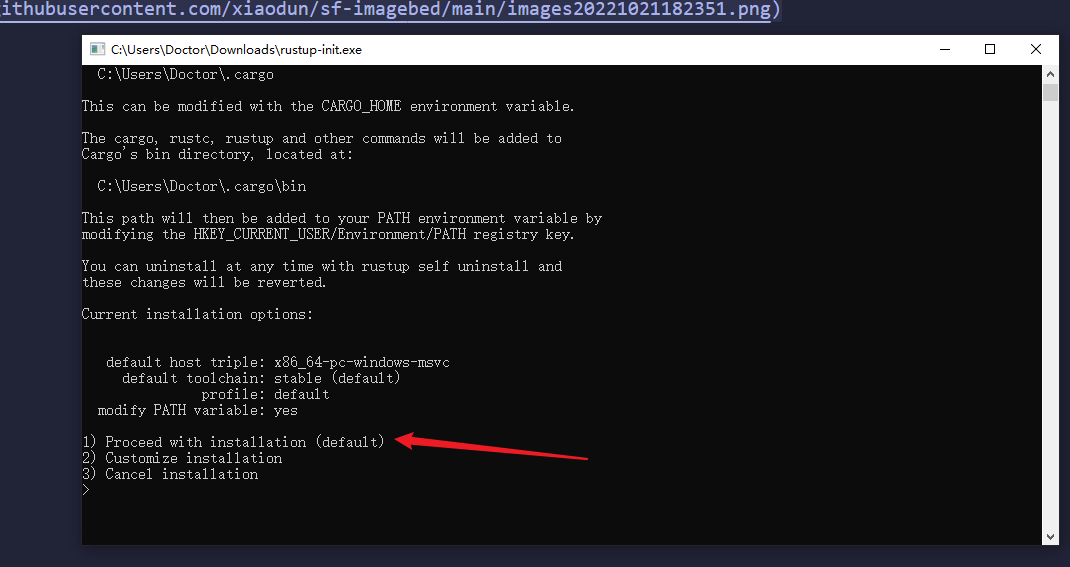 githubusercontent.com/xiaodun/sf-imagebed/main/images20221021182351.png)
C:\Users\Doctor\Downloads\rustup-init.exe
C:\Users\Doctor\.cargo
This can be modified with the CARGO_HOME environment variable.
The cargo, rustc, rustup and other commands will be added to
Cargo's bin directory, located at:
C:\Users\Doctor\.cargo\bin
This path will then be added to your PATH environment variable by
modifying the HKEY_CURRENT_USER/Environment/PATH registry key.
You can uninstall at any time with rustup self uninstall and
these changes will be reverted.
Current installation options:
default host triple: x86_64-pc-windows-msvc
default toolchain: stable (default)
profile: default
modify PATH variable: yes
1) Proceed with installation (default)
2) Customize installation
3) Cancel installation
>